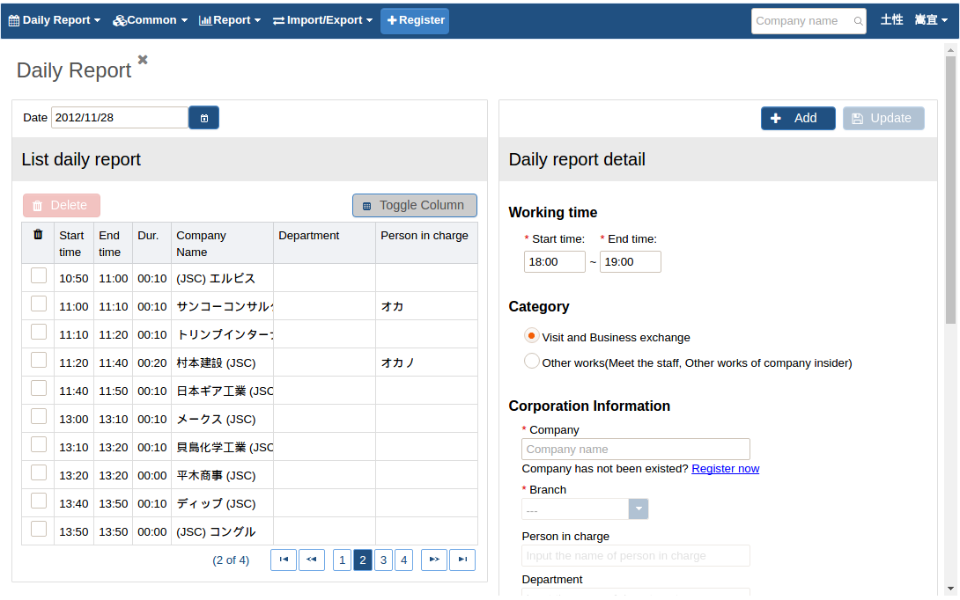 Daily Report Common Report Import/Export Register Company name 土性 嵩宜
Daily Report
Date 2012/11/28
List daily report
Delete Toggle Column
Start time End time Dur. Company Name Department Person in charge
10:50 11:00 00:10 (JSC) エルピス
11:00 11:10 00:10 サンコーコンサル オカ
11:10 11:20 00:10 トリンプインター
11:20 11:40 00:20 村本建設 (JSC) オカノ
11:40 11:50 00:10 日本ギア工業 (JSC
13:00 13:10 00:10 メークス (JSC)
13:10 13:20 00:10 貝島化学工業 (JSC
13:20 13:20 00:00 平木商事 (JSC)
13:40 13:50 00:10 ディップ (JSC)
13:50 13:50 00:00 (JSC) コングル
(2 of 4) 1 2 3 4
Add Update
Daily report detail
Working time
* Start time: * End time:
18:00 ~ 19:00
Category
Visit and Business exchange
Other works(Meet the staff, Other works of company insider)
Corporation Information
* Company
Company name
Company has not been existed? Register now
* Branch
---
Person in charge
Input the name of person in charge
Department